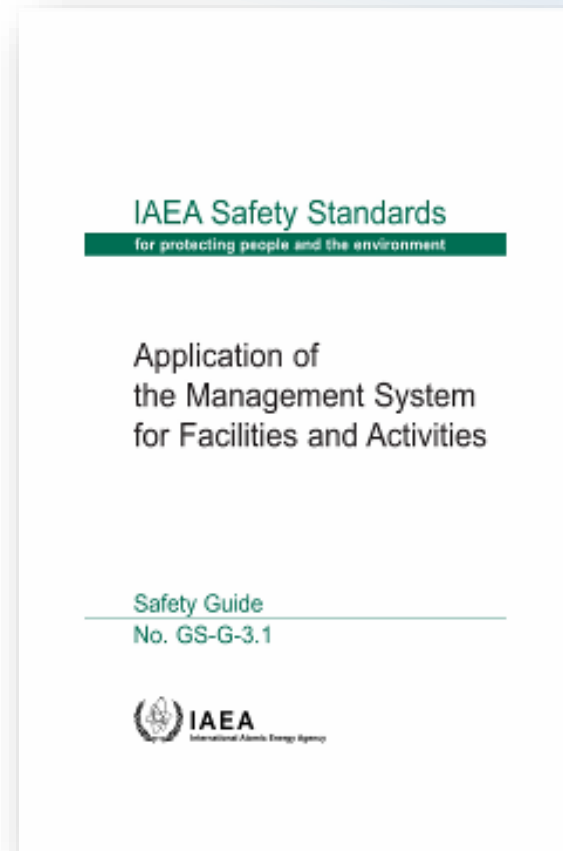 IAEA Safety Standards
for protecting people and the environment
Application of
the Management System
for Facilities and Activities
Safety Guide
No. GS-G-3.1
IAEA
International Atomic Energy Agency